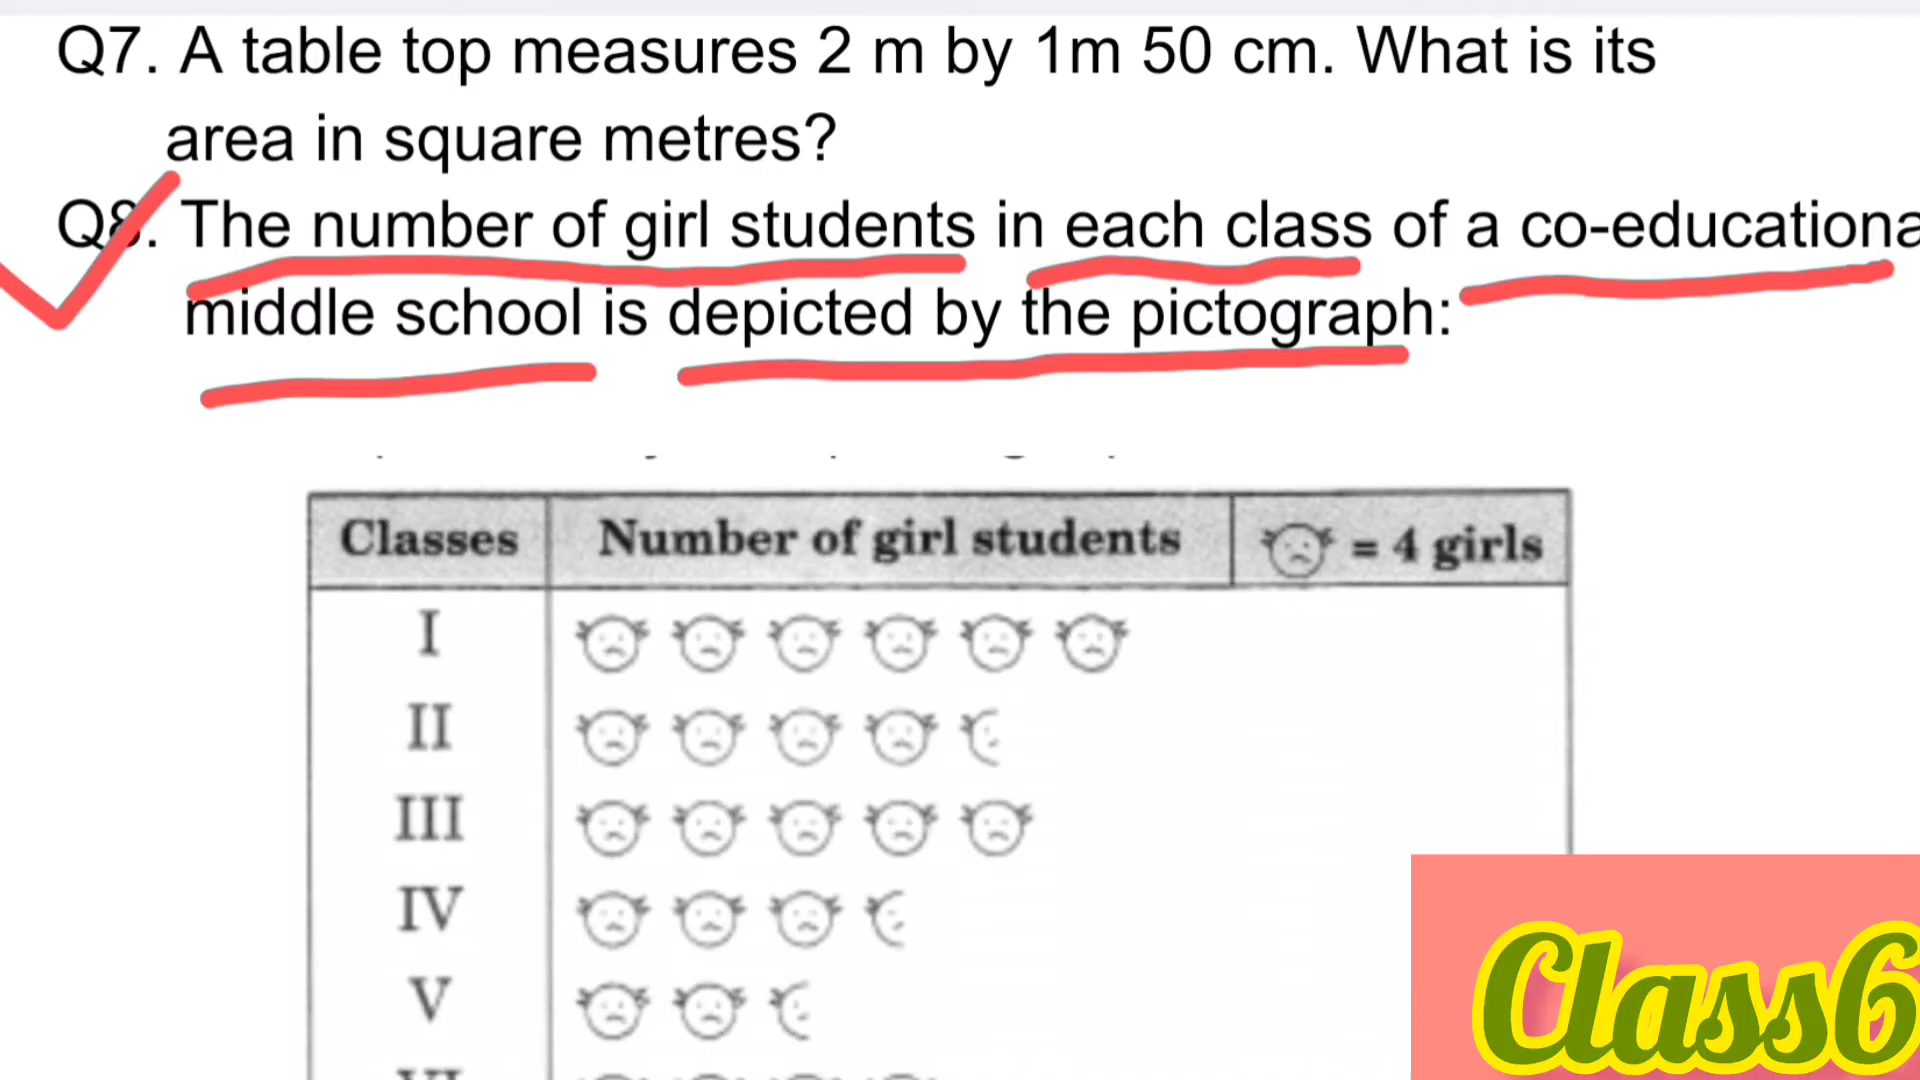 Q7. A table top measures 2 m by 1m 50 cm. What is its
area in square metres?
Q8. The number of girl students in each class of a co-educationa
middle school is depicted by the pictograph:
Classes Number of girl students = 4 girls
I
II
III
IV
V
VI
Class6